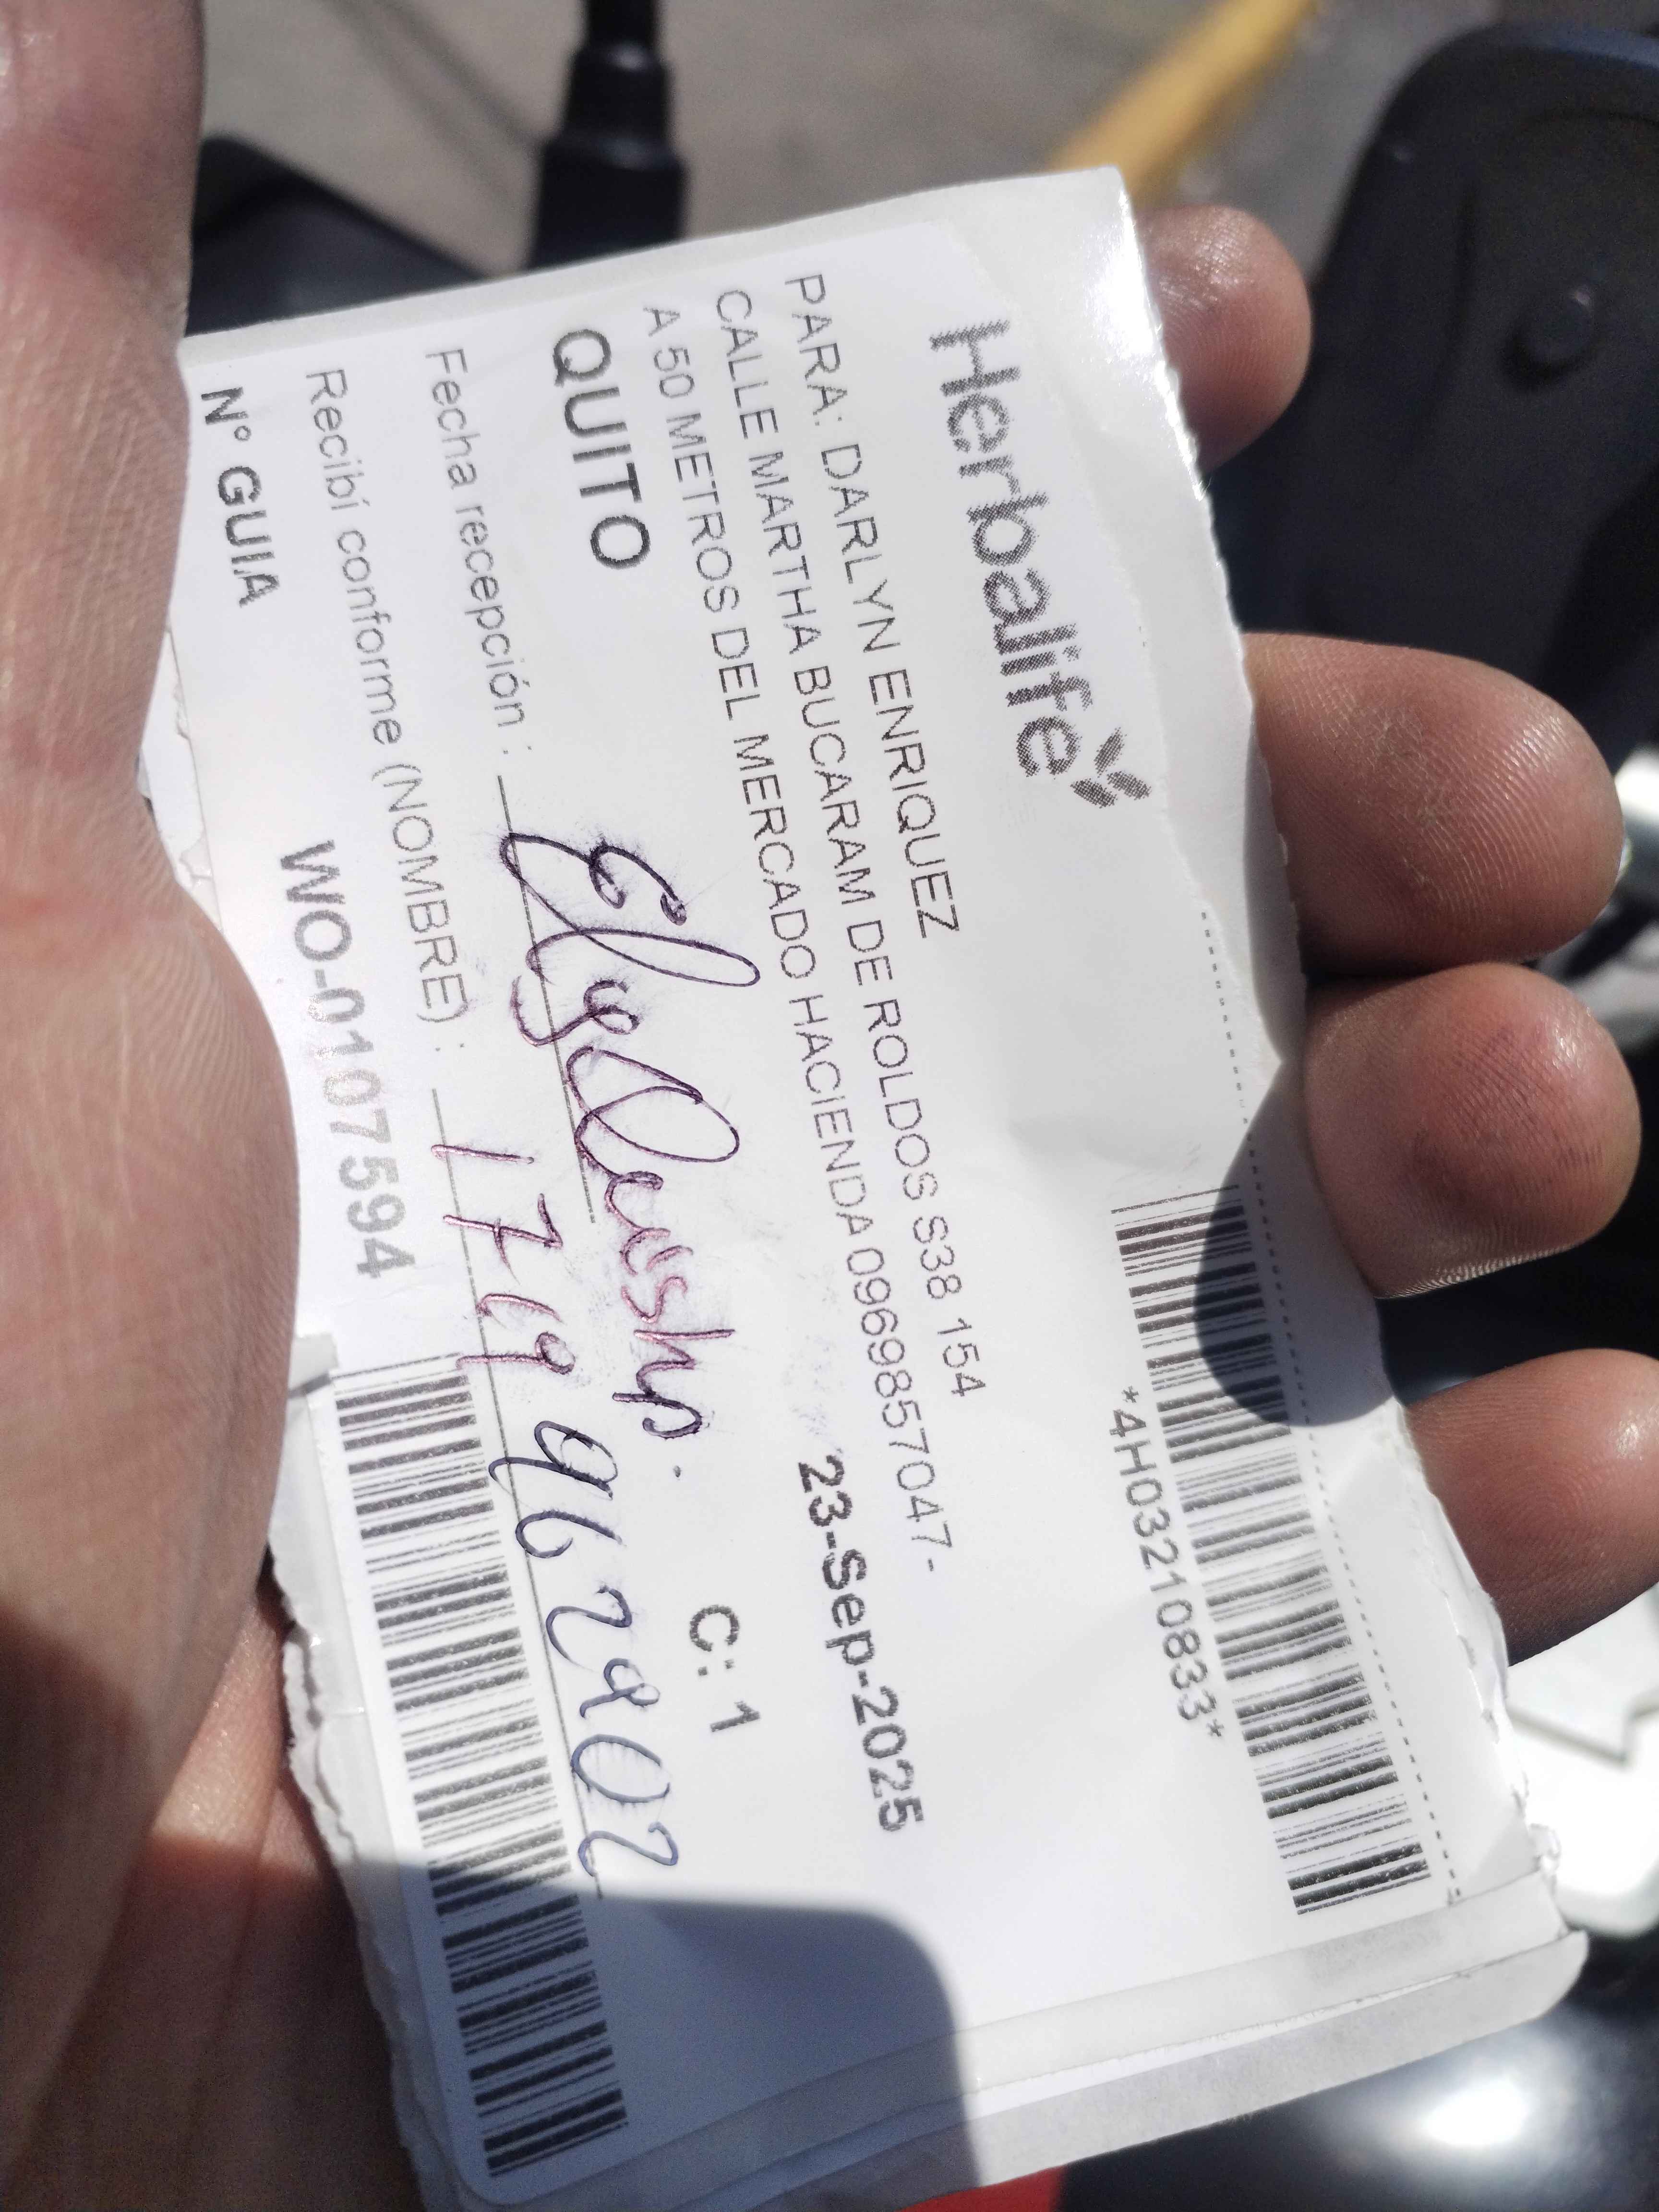 Herbalife
*4H03210833*
PARA: DARLYN ENRIQUEZ
CALLE MARTHA BUCARAM DE ROLDOS S38 154
A 50 METROS DEL MERCADO HACIENDA 0969857047-
QUITO
23-Sep-2025
C: 1
Fecha recepción :
Recibí conforme (NOMBRE) :
N° GUIA WO-0107594